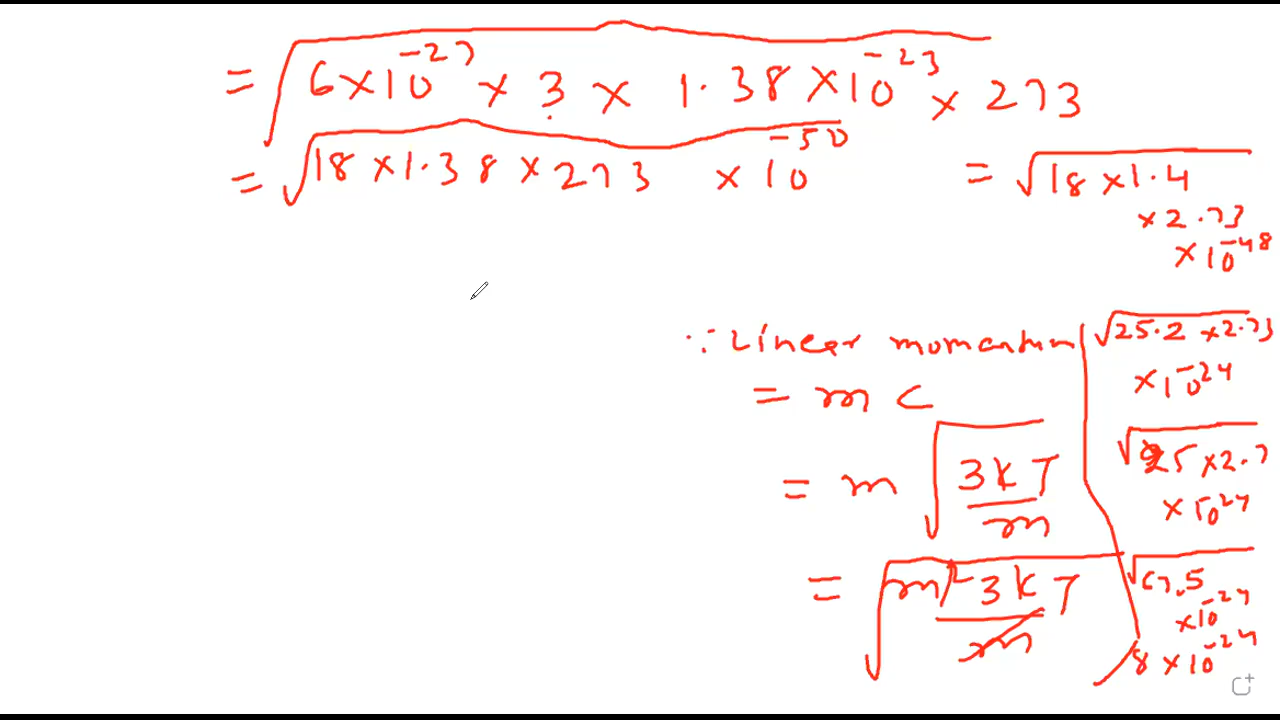 = √6×10⁻²⁷ × 3 × 1.38×10⁻²³ × 273
= √18×1.38×273 ×10⁻⁵⁰
= √18×1.4
×2.73
×10⁻⁴⁸
∵ Linear momentum
= m c
= m √3kT/m
= √m² 3kT/m
√25.2 ×2.73
×10⁻²⁴
√25×2.7
×10⁻²⁴
√67.5
×10⁻²⁴
8×10⁻²⁴